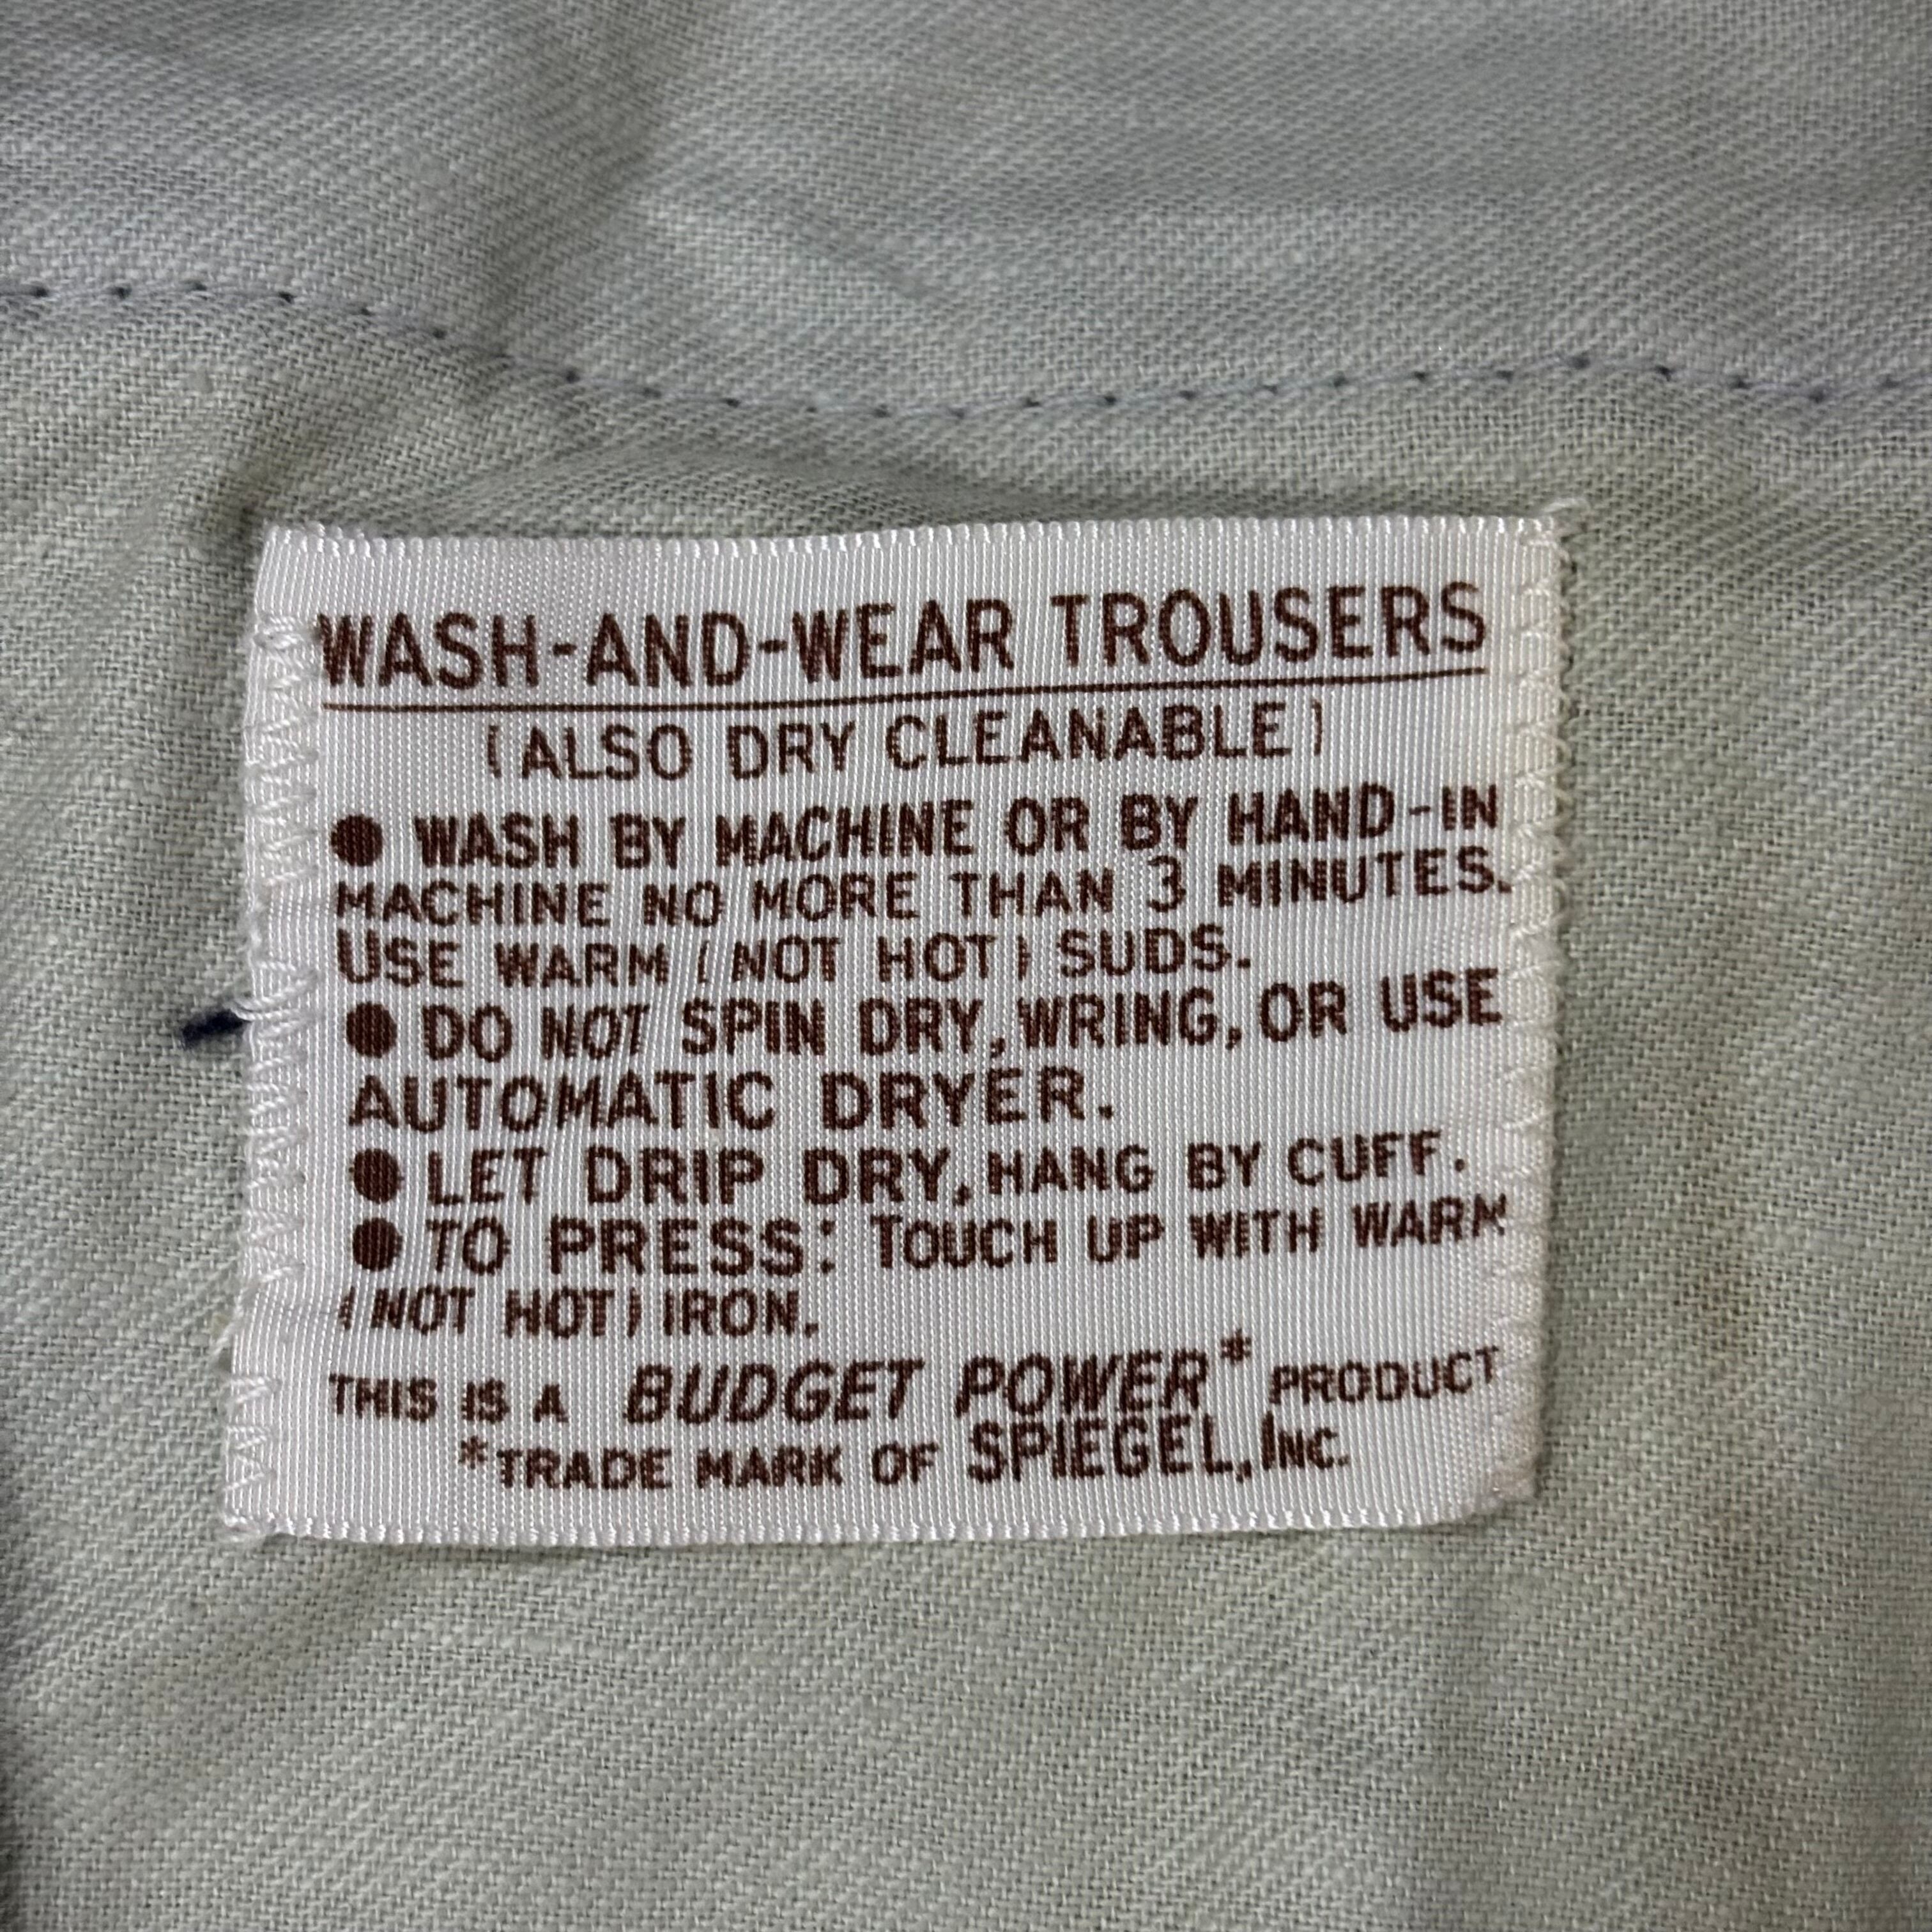 WASH-AND-WEAR TROUSERS
(ALSO DRY CLEANABLE)
● WASH BY MACHINE OR BY HAND-IN
MACHINE NO MORE THAN 3 MINUTES.
USE WARM (NOT HOT) SUDS.
● DO NOT SPIN DRY, WRING, OR USE
AUTOMATIC DRYER.
● LET DRIP DRY, HANG BY CUFF.
● TO PRESS: TOUCH UP WITH WARM
(NOT HOT) IRON.
THIS IS A BUDGET POWER* PRODUCT
*TRADE MARK OF SPIEGEL, INC.